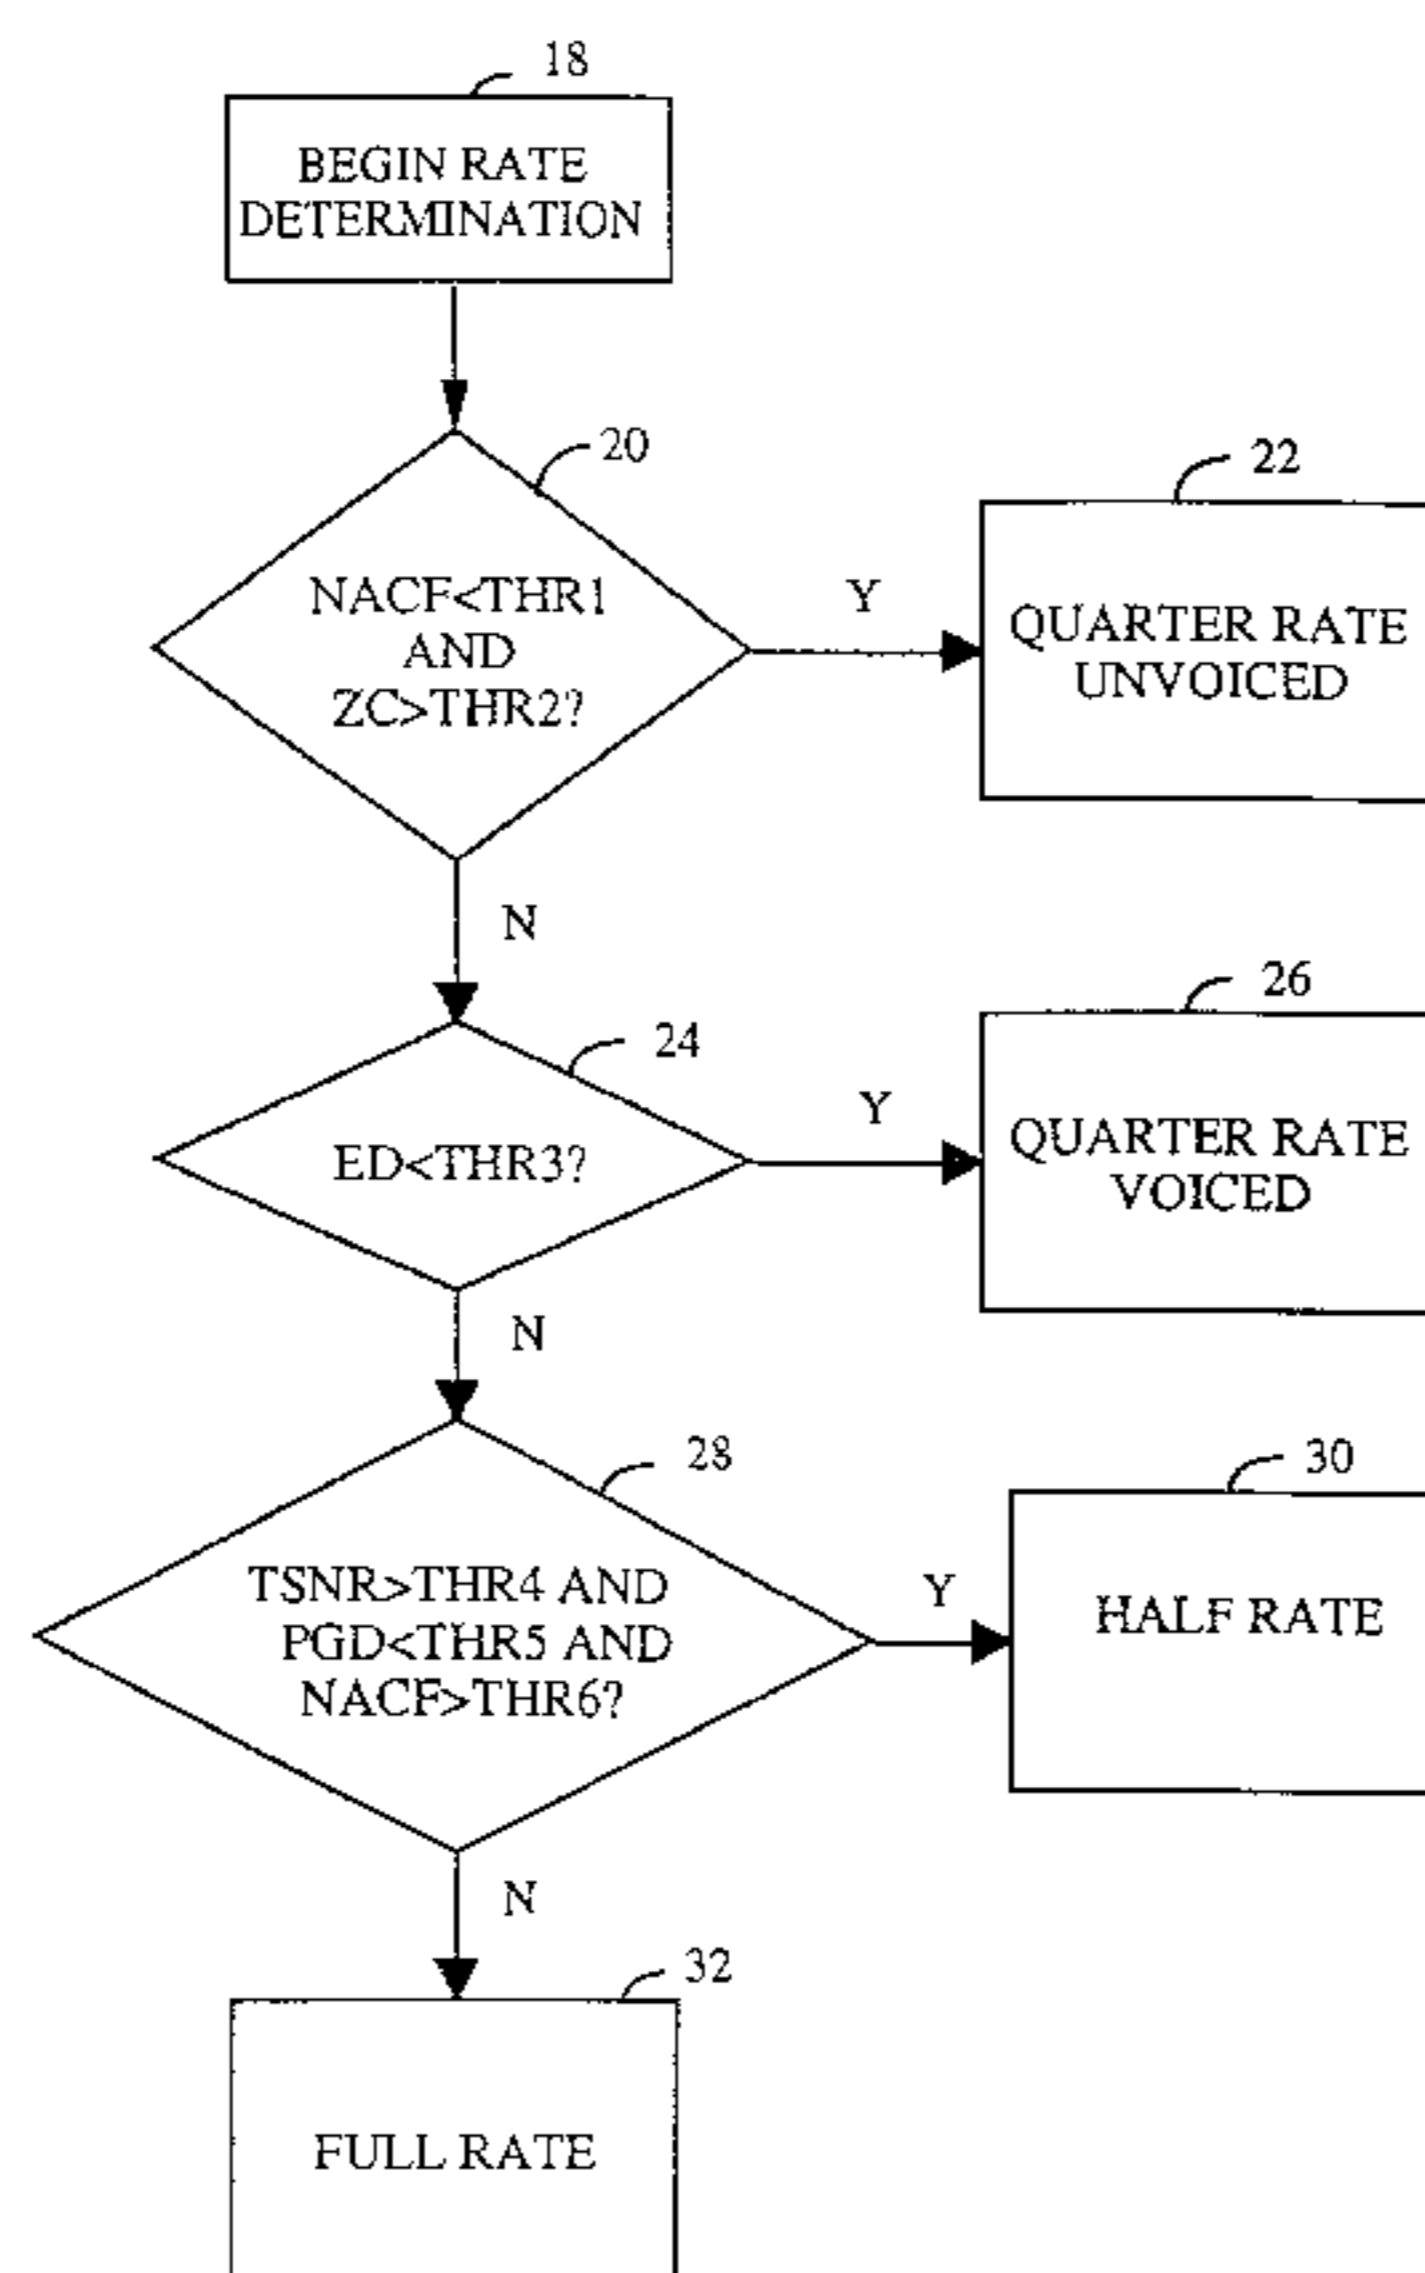 18
BEGIN RATE
DETERMINATION
20
NACF<THR1
AND
ZC>THR2?
Y
22
QUARTER RATE
UNVOICED
N
24
ED<THR3?
Y
26
QUARTER RATE
VOICED
N
28
TSNR>THR4 AND
PGD<THR5 AND
NACF>THR6?
Y
30
HALF RATE
N
32
FULL RATE